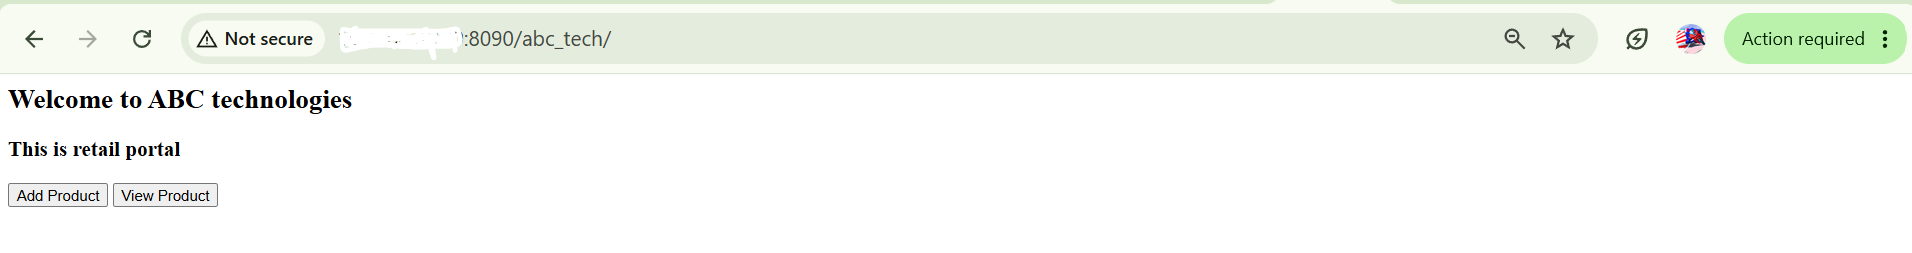 Not secure :8090/abc_tech/ Action required
Welcome to ABC technologies
This is retail portal
Add Product View Product